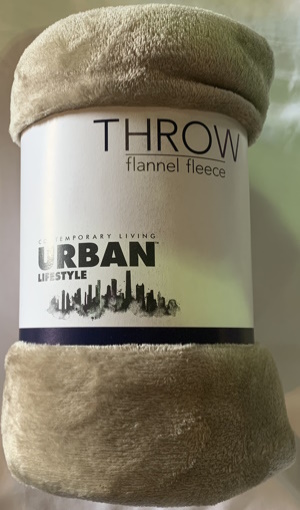 THROW
flannel fleece
CONTEMPORARY LIVING
URBAN™
LIFESTYLE